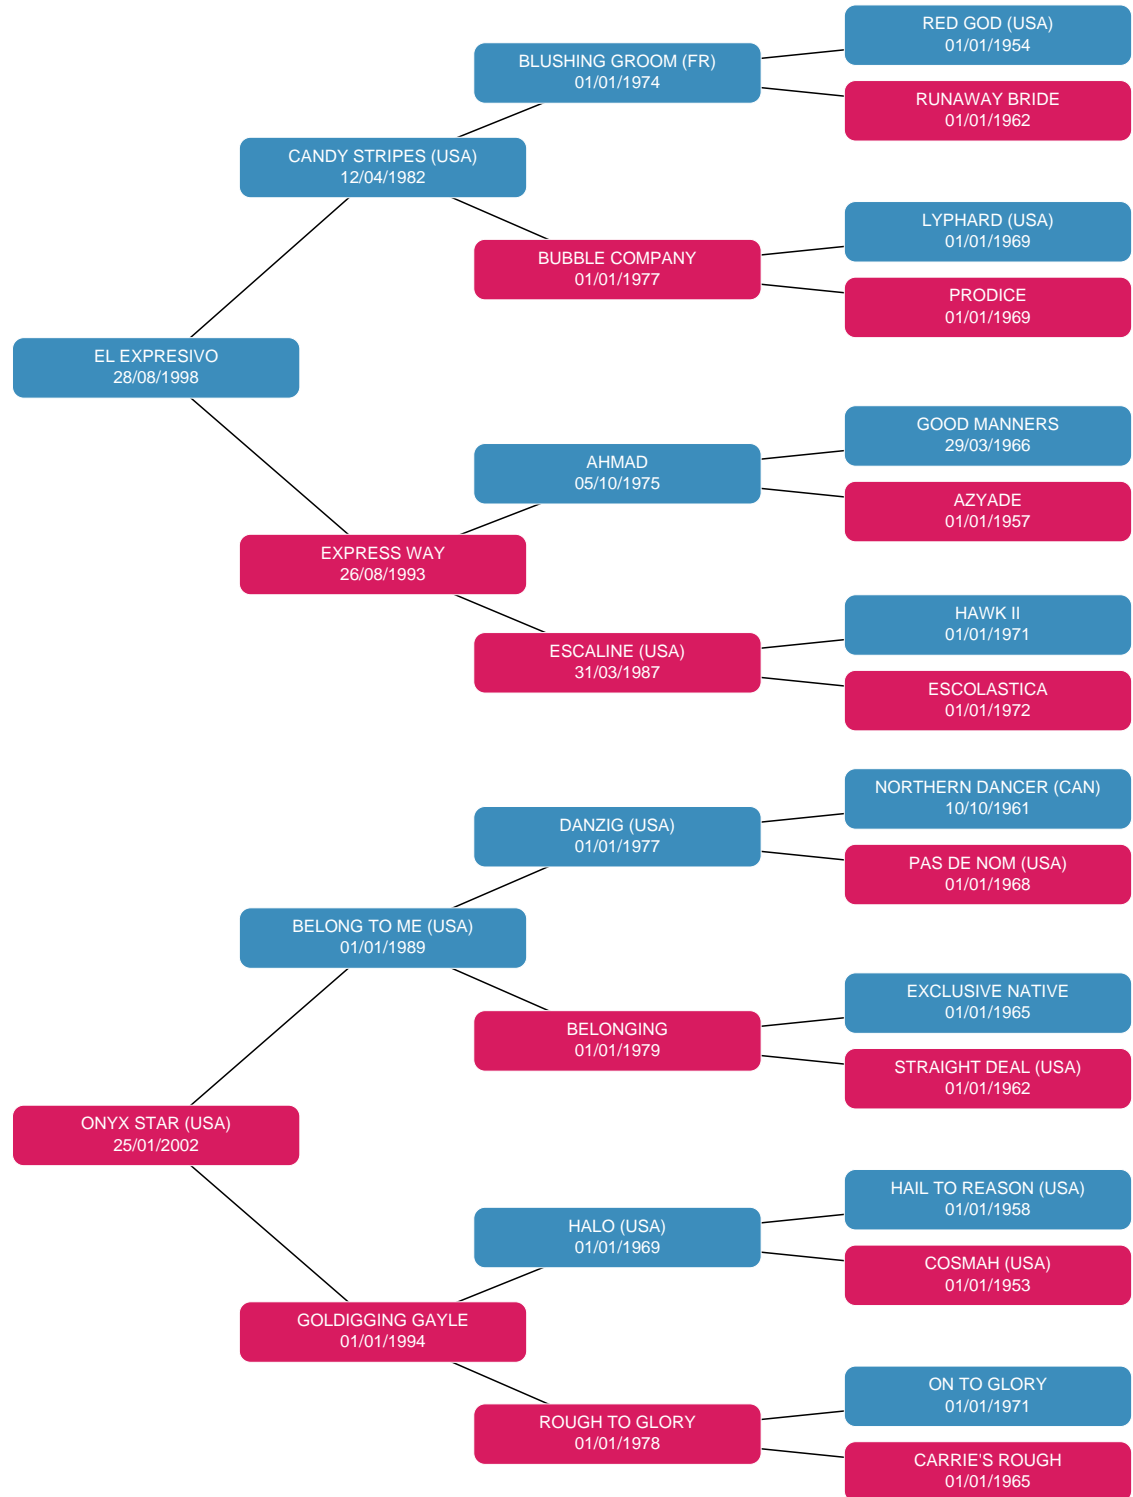 RED GOD (USA)
01/01/1954
BLUSHING GROOM (FR)
01/01/1974
RUNAWAY BRIDE
01/01/1962
CANDY STRIPES (USA)
12/04/1982
LYPHARD (USA)
01/01/1969
BUBBLE COMPANY
01/01/1977
PRODICE
01/01/1969
EL EXPRESIVO
28/08/1998
GOOD MANNERS
29/03/1966
AHMAD
05/10/1975
AZYADE
01/01/1957
EXPRESS WAY
26/08/1993
HAWK II
01/01/1971
ESCALINE (USA)
31/03/1987
ESCOLASTICA
01/01/1972
NORTHERN DANCER (CAN)
10/10/1961
DANZIG (USA)
01/01/1977
PAS DE NOM (USA)
01/01/1968
BELONG TO ME (USA)
01/01/1989
EXCLUSIVE NATIVE
01/01/1965
BELONGING
01/01/1979
STRAIGHT DEAL (USA)
01/01/1962
ONYX STAR (USA)
25/01/2002
HAIL TO REASON (USA)
01/01/1958
HALO (USA)
01/01/1969
COSMAH (USA)
01/01/1953
GOLDIGGING GAYLE
01/01/1994
ON TO GLORY
01/01/1971
ROUGH TO GLORY
01/01/1978
CARRIE'S ROUGH
01/01/1965